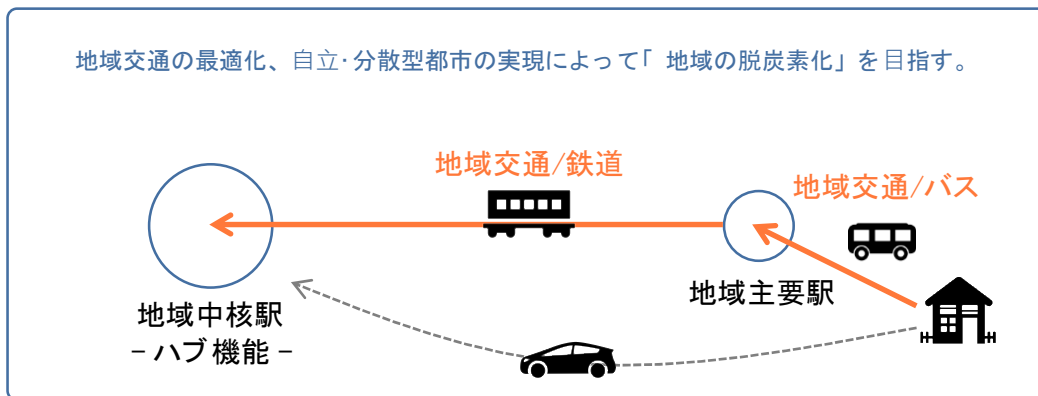 地域交通の最適化、自立･分散型都市の実現によって「 地域の脱炭素化」を目指す。
地域交通/鉄道
地域交通/バス
地域主要駅
地域中核駅
– ハブ機能 –